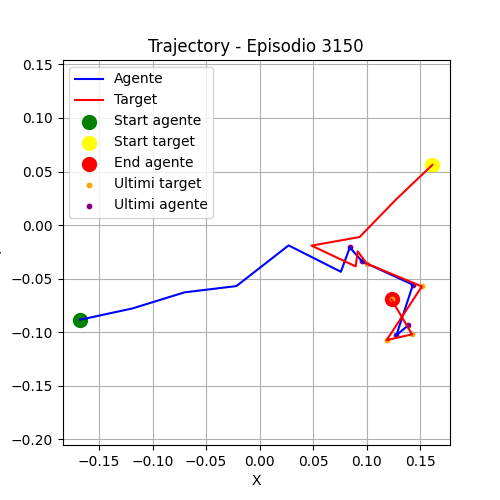 Trajectory - Episodio 3150
Agente
Target
Start agente
Start target
End agente
Ultimi target
Ultimi agente
0.15
0.10
0.05
0.00
−0.05
−0.10
−0.15
−0.20
−0.15
−0.10
−0.05
0.00
0.05
0.10
0.15
X